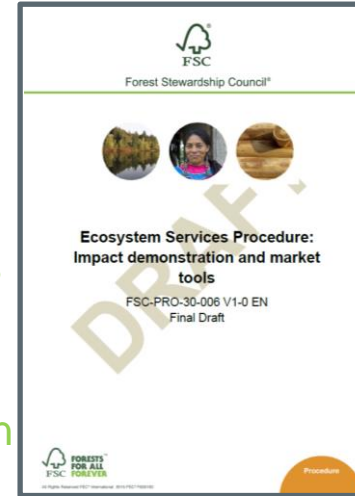 FSC
Forest Stewardship Council®
DRAFT
Ecosystem Services Procedure:
Impact demonstration and market
tools
FSC-PRO-30-006 V1-0 EN
Final Draft
n
FSC
FORESTS
FOR ALL
FOREVER
Procedure